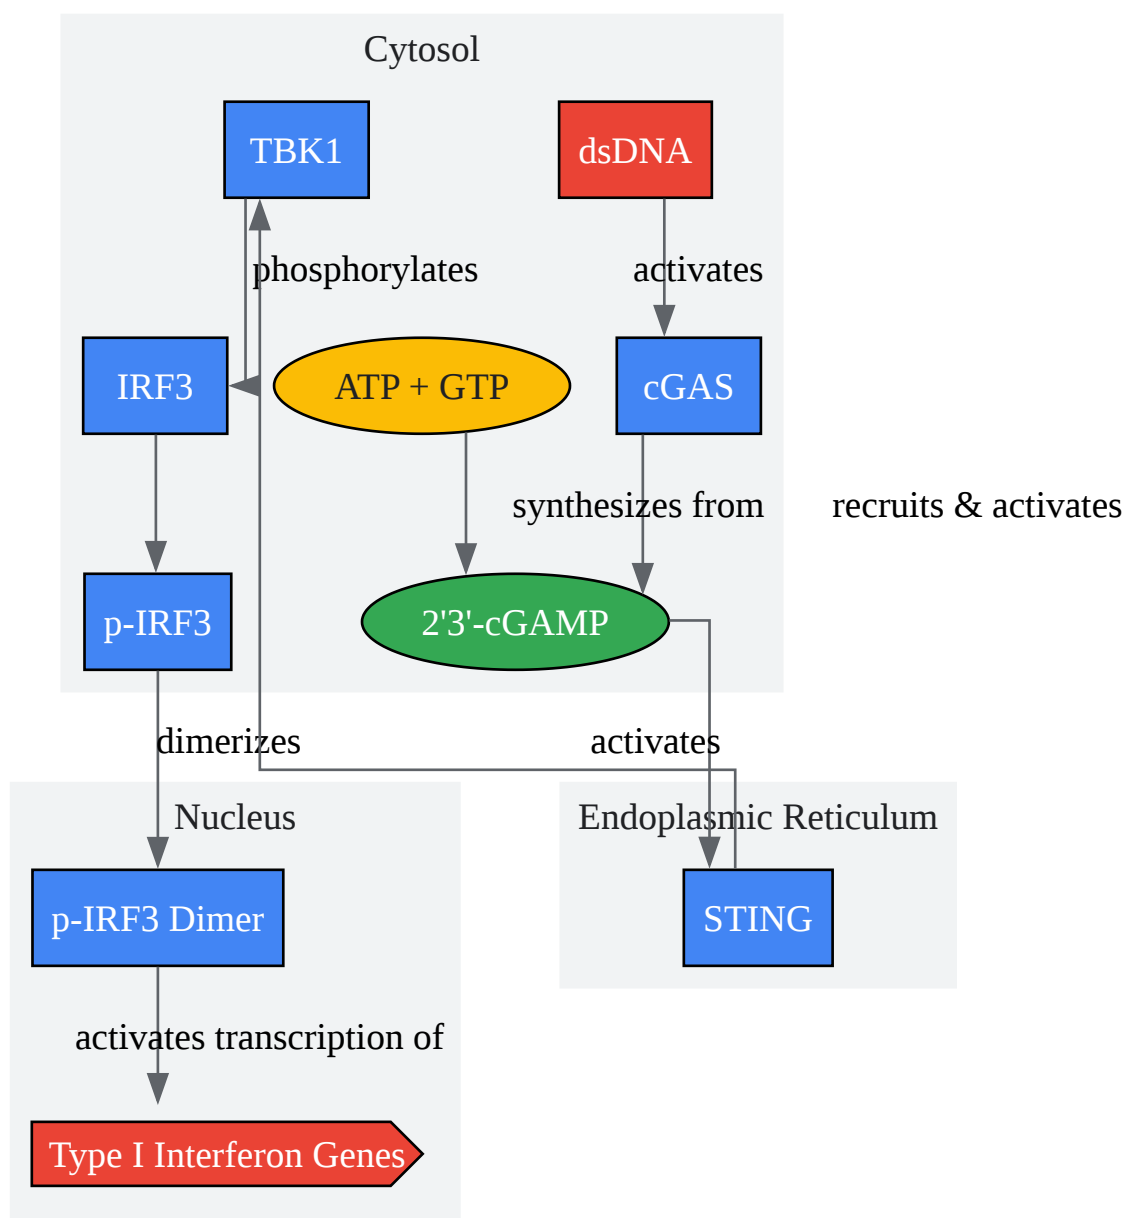 Cytosol
TBK1
dsDNA
phosphorylates
activates
IRF3
ATP + GTP
cGAS
synthesizes from
recruits & activates
p-IRF3
2'3'-cGAMP
dimerizes
activates
Nucleus
Endoplasmic Reticulum
p-IRF3 Dimer
STING
activates transcription of
Type I Interferon Genes